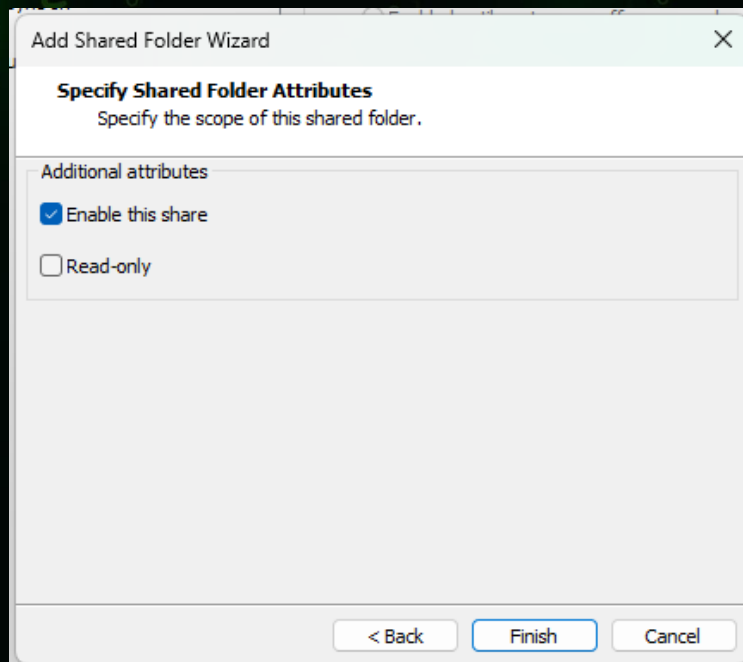 Add Shared Folder Wizard
Specify Shared Folder Attributes
Specify the scope of this shared folder.
Additional attributes
Enable this share
Read-only
< Back
Finish
Cancel